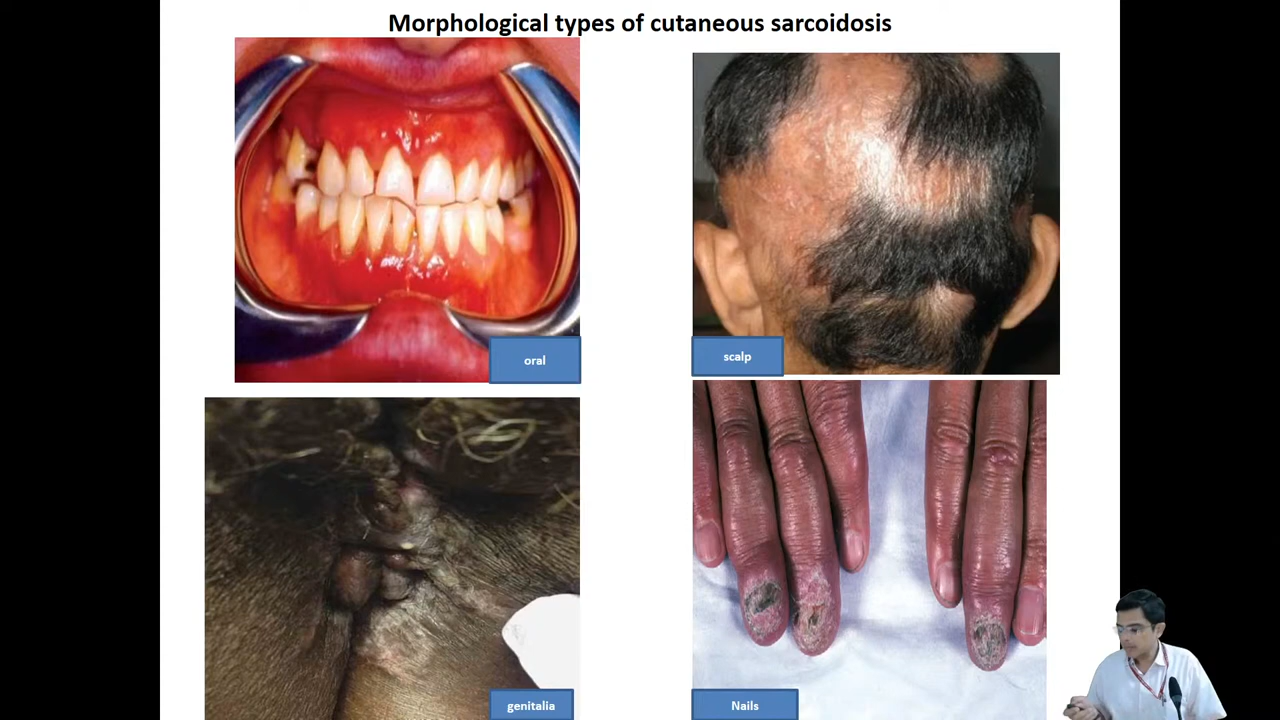 Morphological types of cutaneous sarcoidosis
oral
scalp
genitalia
Nails